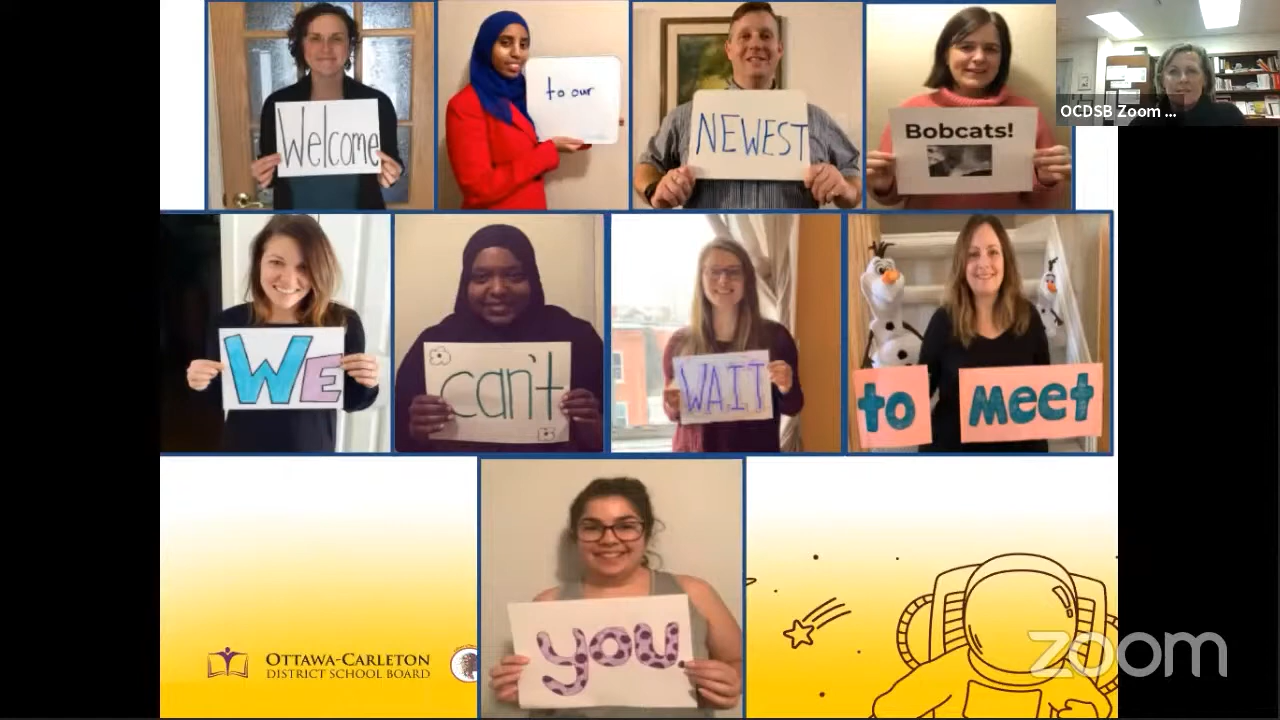 Welcome
to our
NEWEST
Bobcats!
OCDSB Zoom ...
WE
can't
WAIT
to
Meet
you
OTTAWA-CARLETON
DISTRICT SCHOOL BOARD
zoom